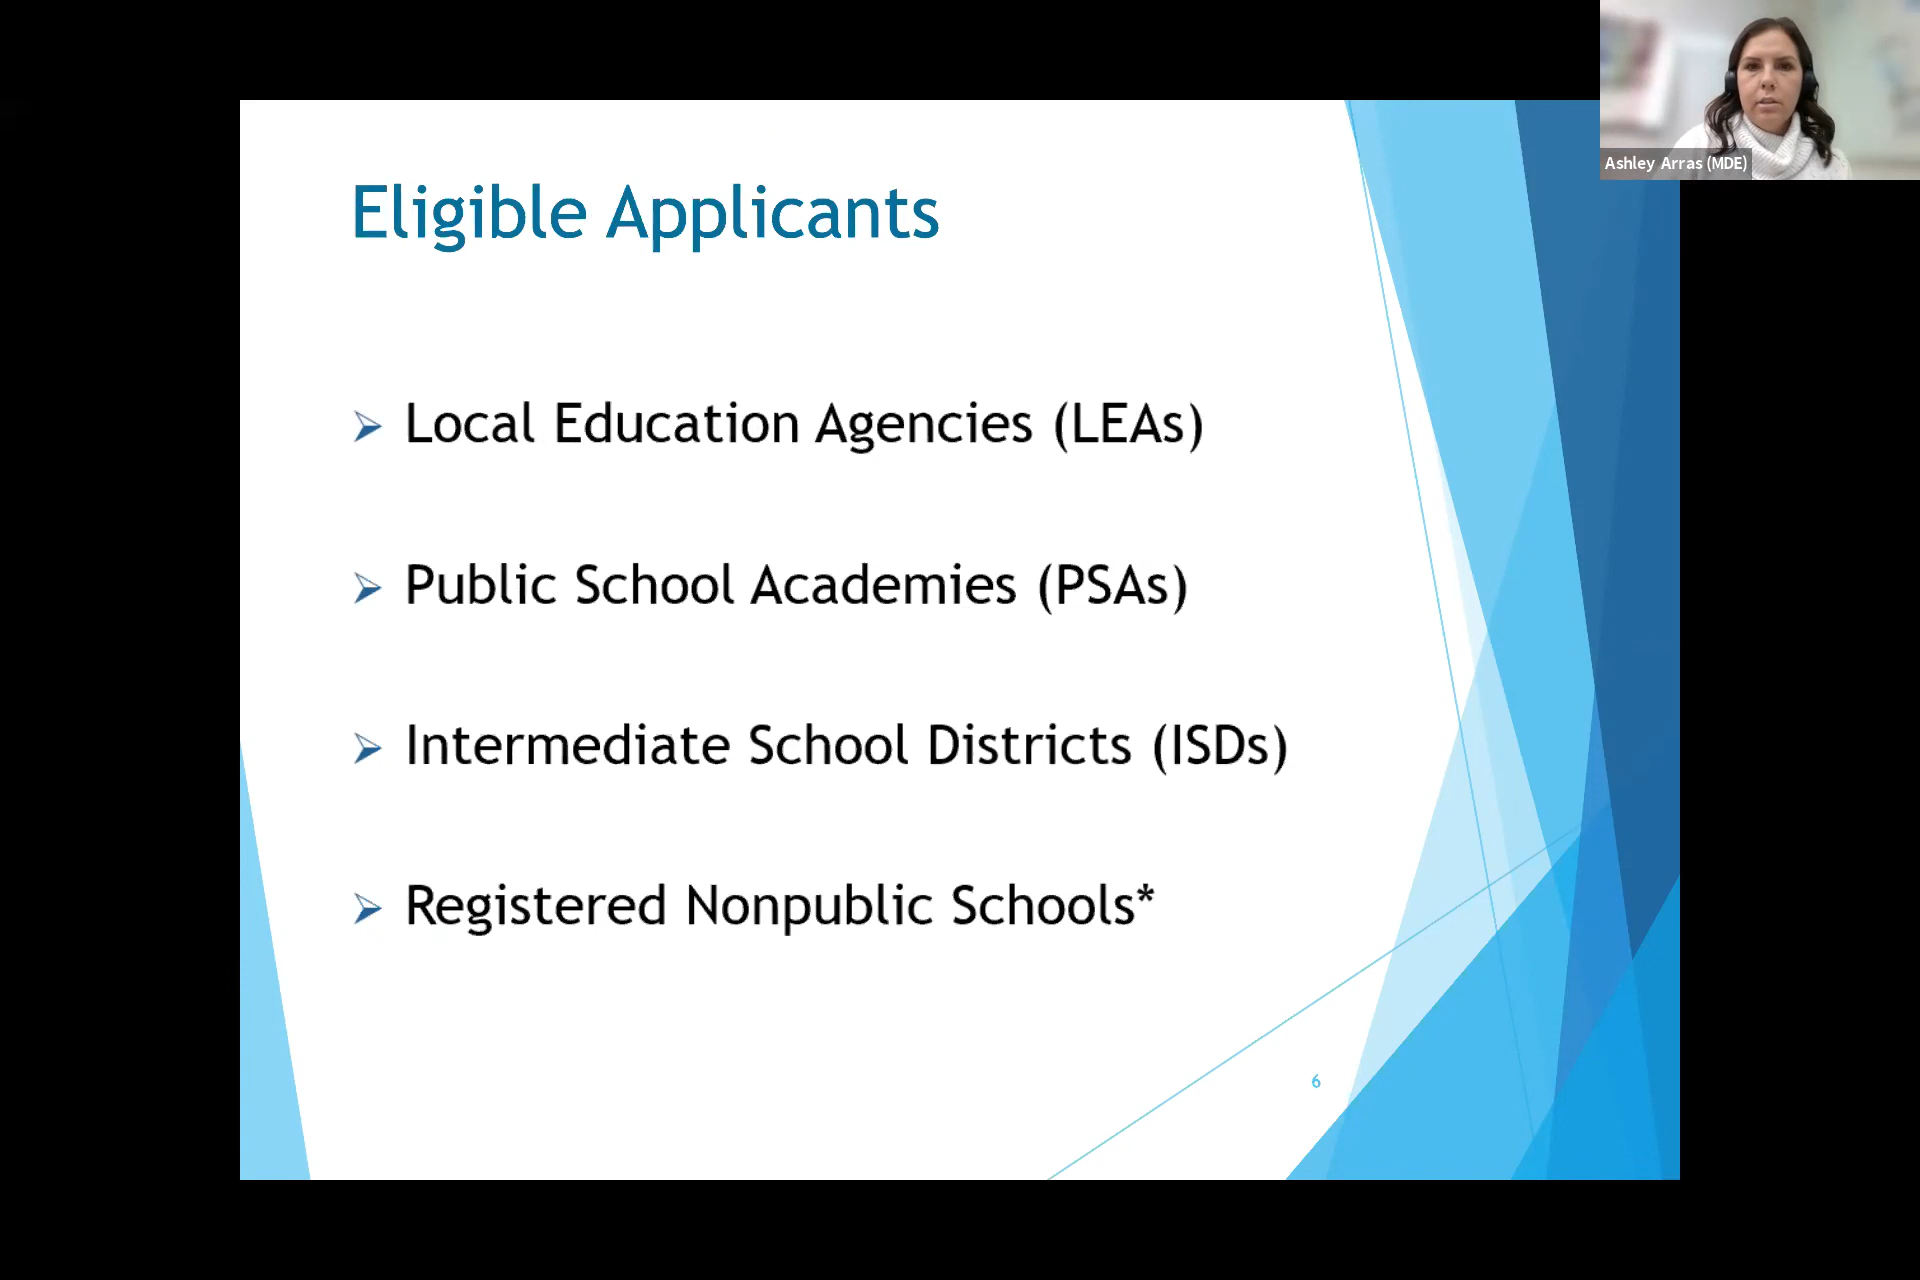 Ashley Arras (MDE)
Eligible Applicants
Local Education Agencies (LEAs)
Public School Academies (PSAs)
Intermediate School Districts (ISDs)
Registered Nonpublic Schools*
6